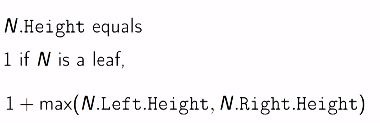 N.Height equals
1 if N is a leaf,
1 + max(N.Left.Height, N.Right.Height)